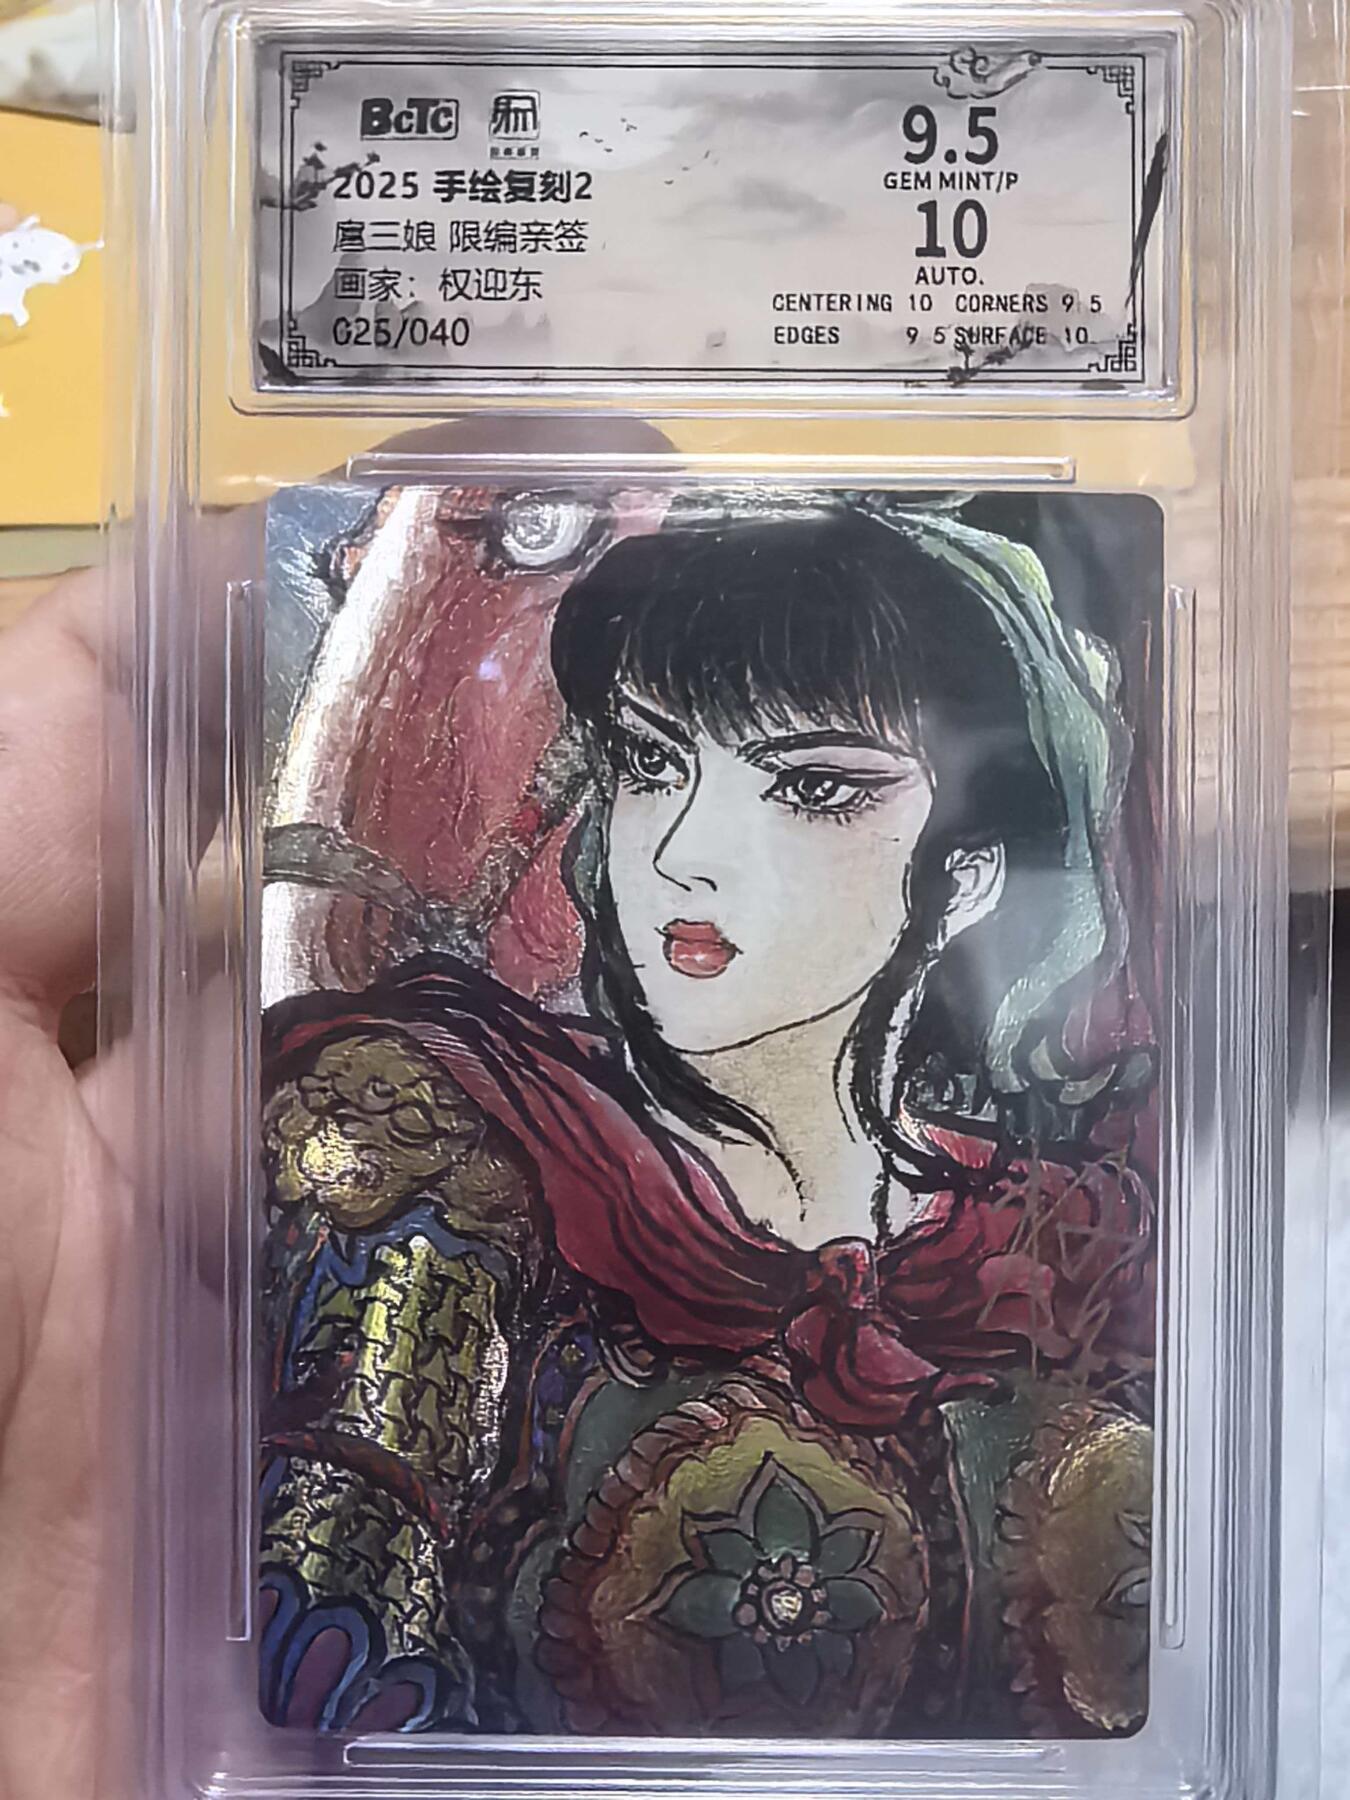 BCTC
2025 手绘复刻2
扈三娘 限编亲签
画家：权迎东
025/040
9.5
GEM MINT/P
10
AUTO.
CENTERING 10 CORNERS 9 5
EDGES 9 5 SURFACE 10